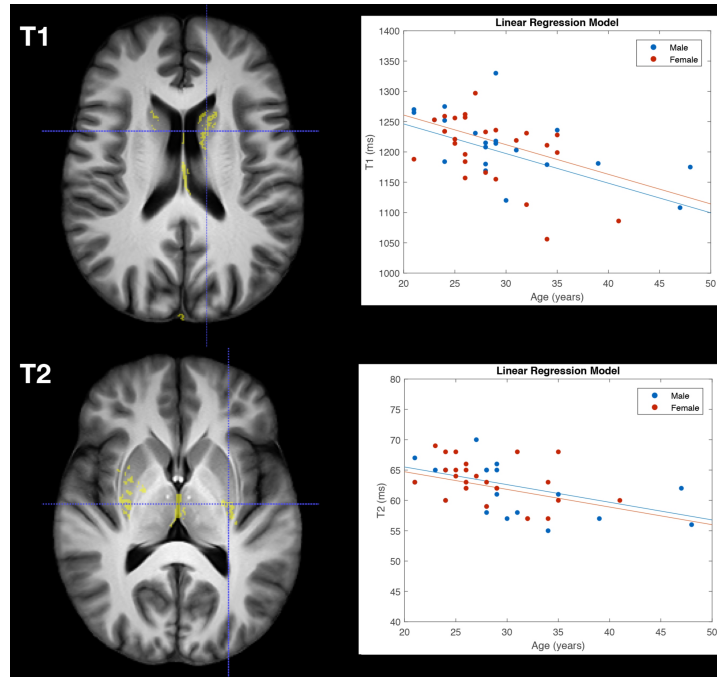 T1
Linear Regression Model
Male
Female
1400
1350
1300
1250
1200
1150
1100
1050
1000
T1 (ms)
20 25 30 35 40 45 50
Age (years)
T2
Linear Regression Model
Male
Female
80
75
70
65
60
55
50
45
40
T2 (ms)
20 25 30 35 40 45 50
Age (years)